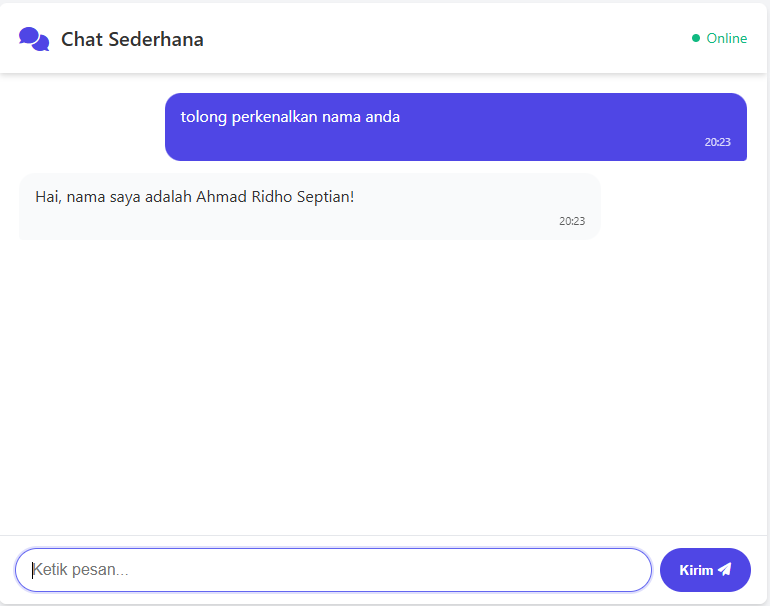 Chat Sederhana
Online
tolong perkenalkan nama anda
20:23
Hai, nama saya adalah Ahmad Ridho Septian!
20:23
Ketik pesan...
Kirim